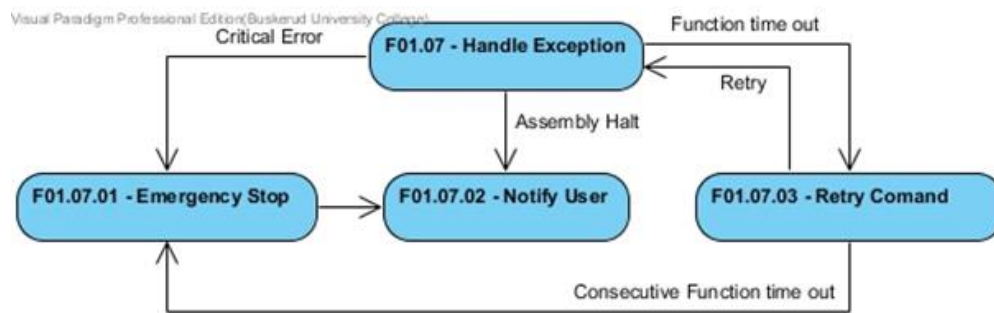 Visual Paradigm Professional Edition(Buskerud University College)
Critical Error
F01.07 - Handle Exception
Function time out
Retry
Assembly Halt
F01.07.01 - Emergency Stop
F01.07.02 - Notify User
F01.07.03 - Retry Comand
Consecutive Function time out